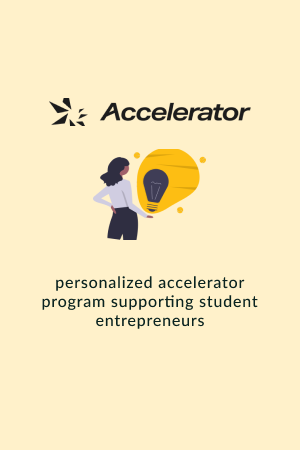 Accelerator
personalized accelerator
program supporting student
entrepreneurs